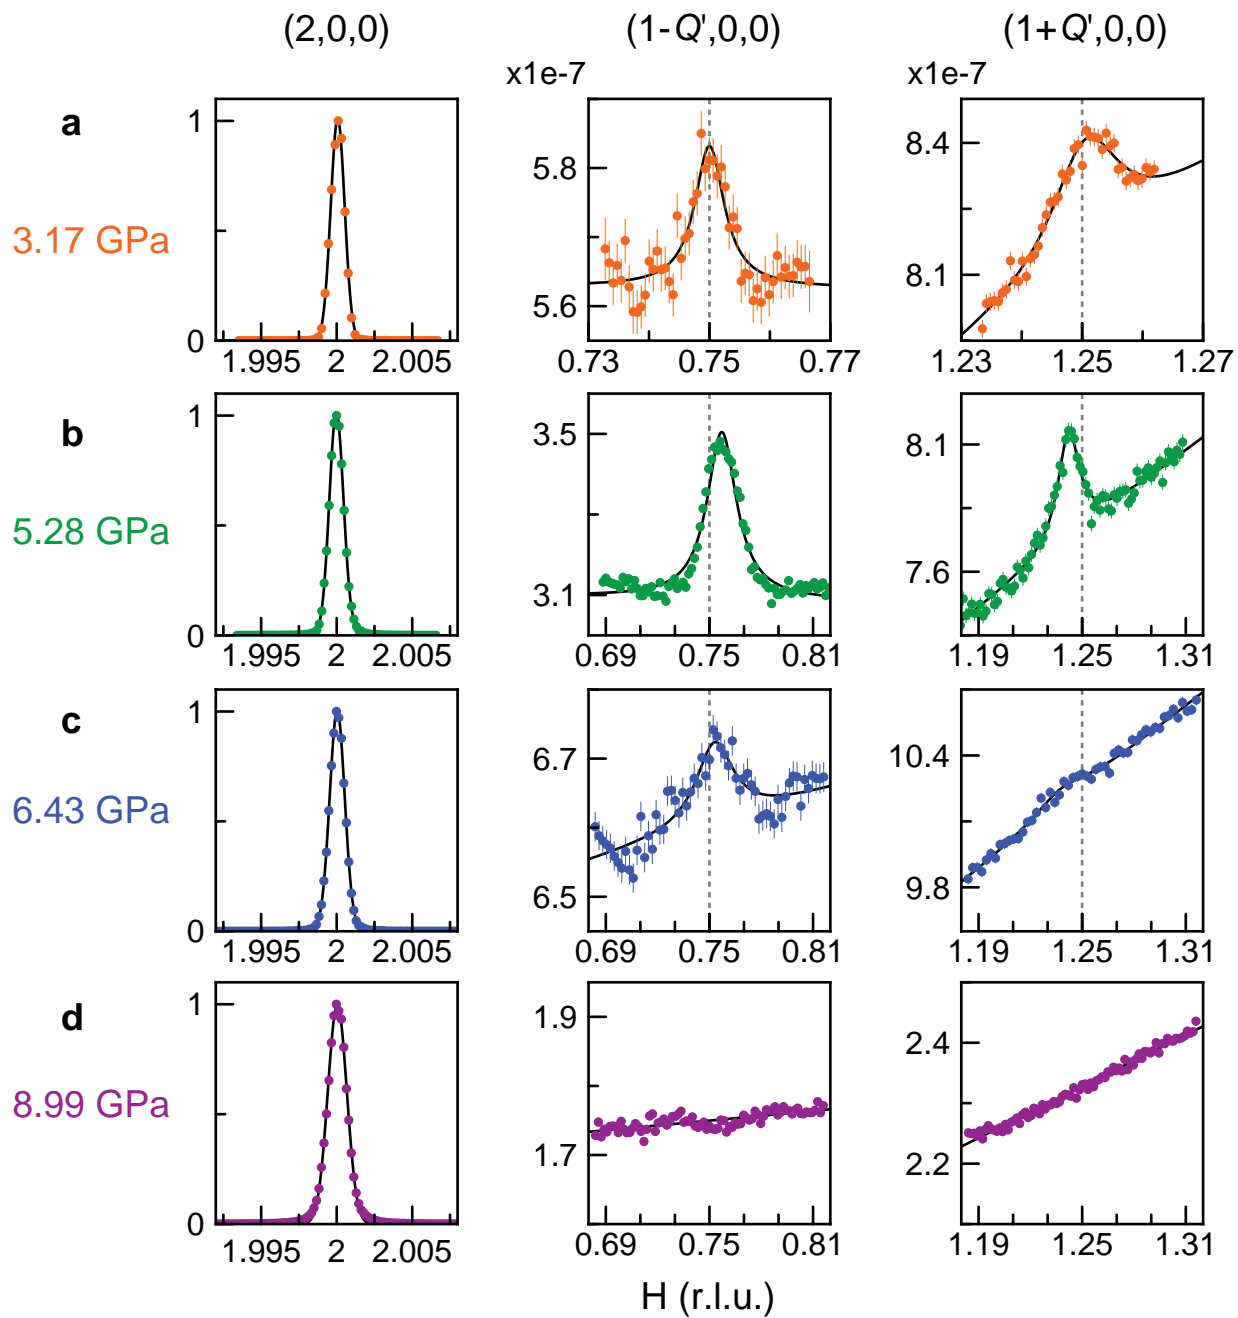 (2,0,0) (1-Q',0,0) (1+Q',0,0)
x1e-7 x1e-7
a
3.17 GPa
1
0
1.995 2 2.005
5.8
5.6
0.73 0.75 0.77
8.4
8.1
1.23 1.25 1.27
b
5.28 GPa
1
0
1.995 2 2.005
3.5
3.1
0.69 0.75 0.81
8.1
7.6
1.19 1.25 1.31
c
6.43 GPa
1
0
1.995 2 2.005
6.7
6.5
0.69 0.75 0.81
10.4
9.8
1.19 1.25 1.31
d
8.99 GPa
1
0
1.995 2 2.005
1.9
1.7
0.69 0.75 0.81
2.4
2.2
1.19 1.25 1.31
H (r.l.u.)